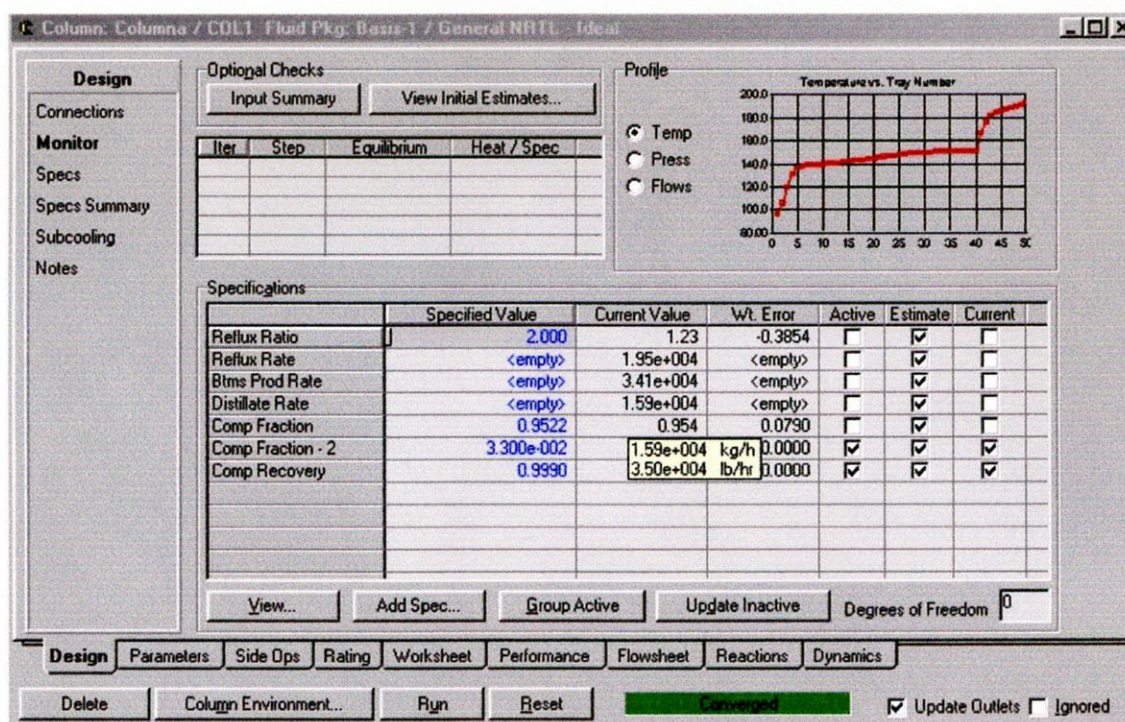 Column: Columna / COL1 Fluid Pkg: Basis-1 / General NRTL - Ideal
Design
Connections
Monitor
Specs
Specs Summary
Subcooling
Notes
Optional Checks
Input Summary View Initial Estimates...
Iter Step Equilibrium Heat / Spec
Profile
Temp
Press
Flows
Temperature vs. Tray Number
200.0
180.0
160.0
140.0
120.0
100.0
80.00
0 5 10 15 20 25 30 35 40 45 50
Specifications
Specified Value Current Value Wt. Error Active Estimate Current
Reflux Ratio 2.000 1.23 -0.3854
Reflux Rate <empty> 1.95e+004 <empty>
Btms Prod Rate <empty> 3.41e+004 <empty>
Distillate Rate <empty> 1.59e+004 <empty>
Comp Fraction 0.9522 0.954 0.0790
Comp Fraction - 2 3.300e-002 1.59e+004 kg/h 0.0000
Comp Recovery 0.9990 3.50e+004 lb/hr 0.0000
View... Add Spec... Group Active Update Inactive Degrees of Freedom 0
Design Parameters Side Ops Rating Worksheet Performance Flowsheet Reactions Dynamics
Delete Column Environment... Run Reset Converged Update Outlets Ignored